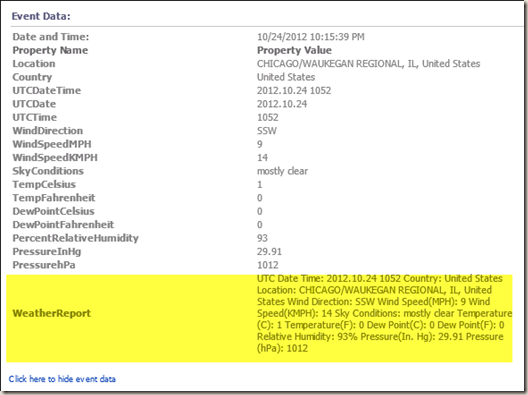 Event Data:
Date and Time: 10/24/2012 10:15:39 PM
Property Name Property Value
Location CHICAGO/WAUKEGAN REGIONAL, IL, United States
Country United States
UTCDateTime 2012.10.24 1052
UTCDate 2012.10.24
UTCTime 1052
WindDirection SSW
WindSpeedMPH 9
WindSpeedKMPH 14
SkyConditions mostly clear
TempCelsius 1
TempFahrenheit 0
DewPointCelsius 0
DewPointFahrenheit 0
PercentRelativeHumidity 93
PressureInHg 29.91
PressurehPa 1012
WeatherReport
UTC Date Time: 2012.10.24 1052 Country: United States
Location: CHICAGO/WAUKEGAN REGIONAL, IL, United
States Wind Direction: SSW Wind Speed(MPH): 9 Wind
Speed(KMPH): 14 Sky Conditions: mostly clear Temperature
(C): 1 Temperature(F): 0 Dew Point(C): 0 Dew Point(F): 0
Relative Humidity: 93% Pressure(In. Hg): 29.91 Pressure
(hPa): 1012
Click here to hide event data